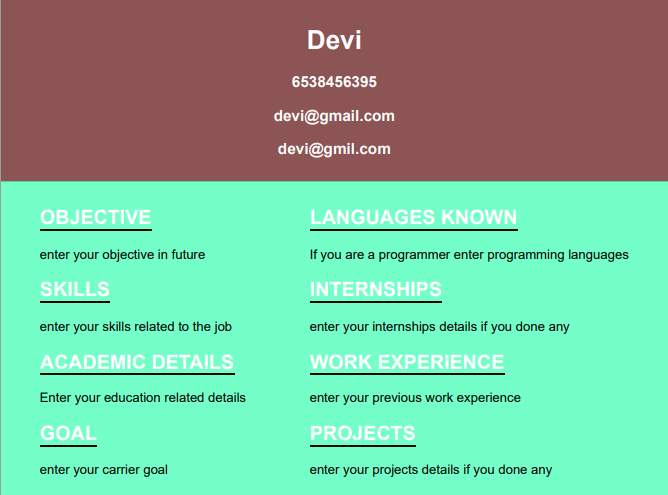 Devi
6538456395
devi@gmail.com
devi@gmil.com
OBJECTIVE
enter your objective in future
SKILLS
enter your skills related to the job
ACADEMIC DETAILS
Enter your education related details
GOAL
enter your carrier goal
LANGUAGES KNOWN
If you are a programmer enter programming languages
INTERNSHIPS
enter your internships details if you done any
WORK EXPERIENCE
enter your previous work experience
PROJECTS
enter your projects details if you done any